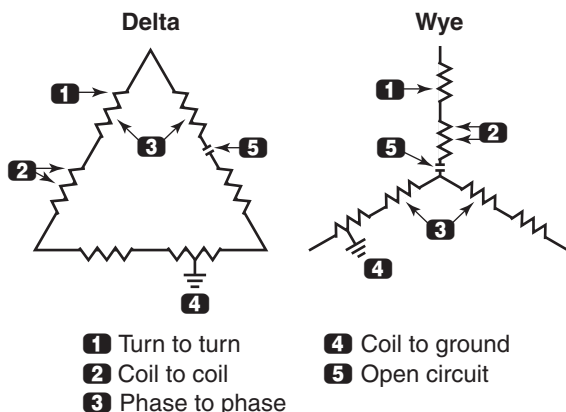 Delta
Wye
1
3
5
2
4
1
2
5
3
4
1 Turn to turn
2 Coil to coil
3 Phase to phase
4 Coil to ground
5 Open circuit